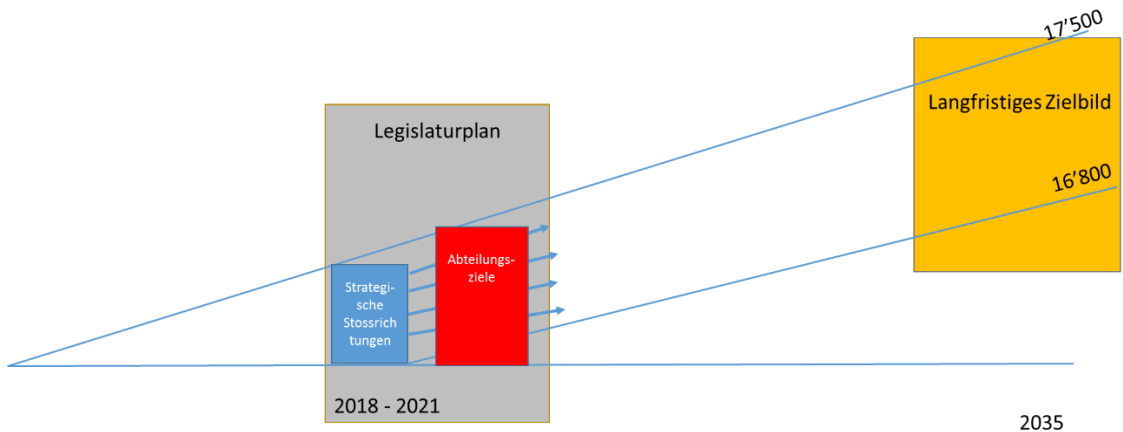 17’500
Langfristiges Zielbild
Legislaturplan
16’800
Abteilungs-
ziele
Strategi-
sche
Stossrich
tungen
2018 - 2021
2035